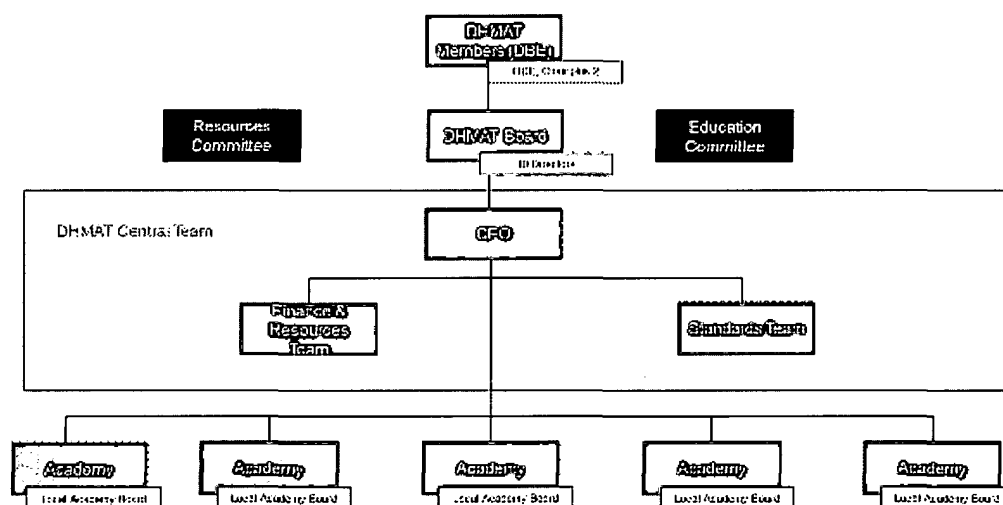 DHMAT
Members (DBE)
Resources
Committee
DHMAT Board
Education
Committee
DHMAT Central Team
Finance &
Resources
Team
Standards Team
Academy
Academy
Academy
Academy
Academy
Local Academy Board
Local Academy Board
Local Academy Board
Local Academy Board
Local Academy Board